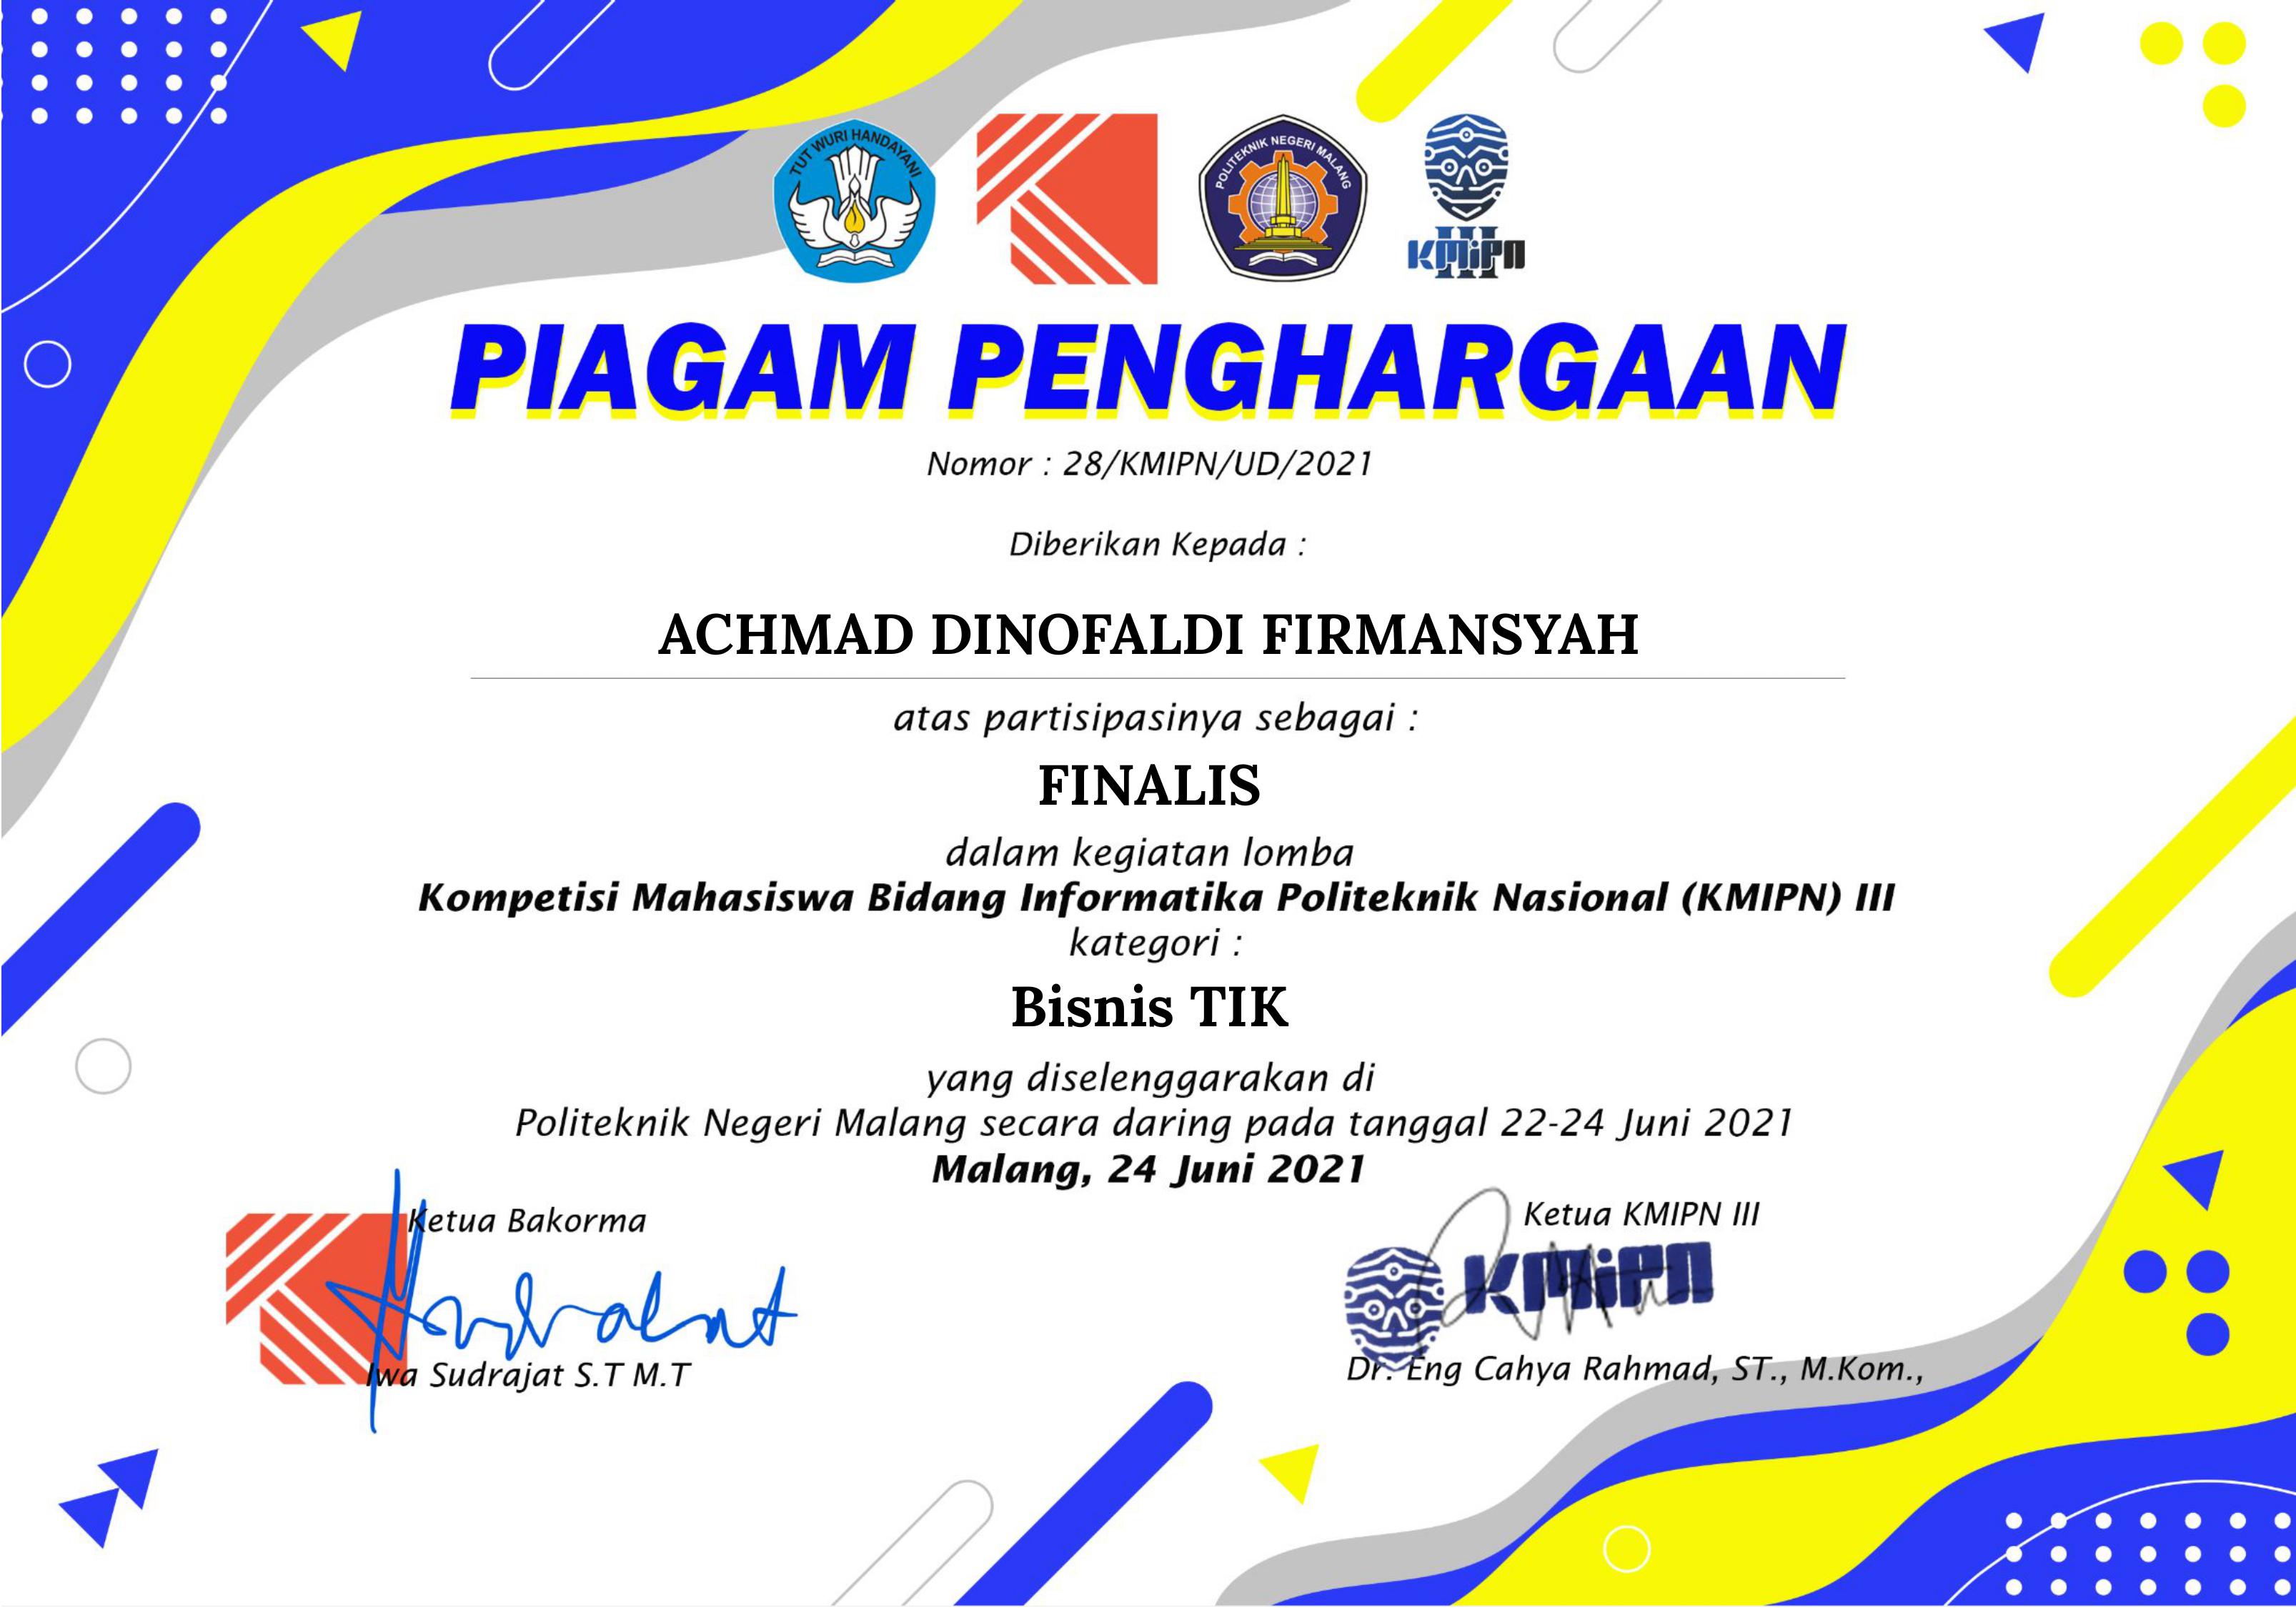 TUT WURI HANDAYANI
POLITEKNIK NEGERI MALANG
III
KMIPN
PIAGAM PENGHARGAAN
Nomor : 28/KMIPN/UD/2021
Diberikan Kepada :
ACHMAD DINOFALDI FIRMANSYAH
atas partisipasinya sebagai :
FINALIS
dalam kegiatan lomba
Kompetisi Mahasiswa Bidang Informatika Politeknik Nasional (KMIPN) III
kategori :
Bisnis TIK
yang diselenggarakan di
Politeknik Negeri Malang secara daring pada tanggal 22-24 Juni 2021
Malang, 24 Juni 2021
Ketua Bakorma
Iwa Sudrajat S.T M.T
Ketua KMIPN III
KMIPN
Dr. Eng Cahya Rahmad, ST., M.Kom.,